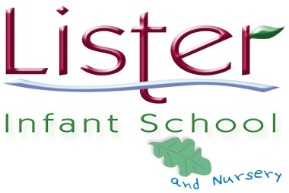 Lister
Infant School
and Nursery